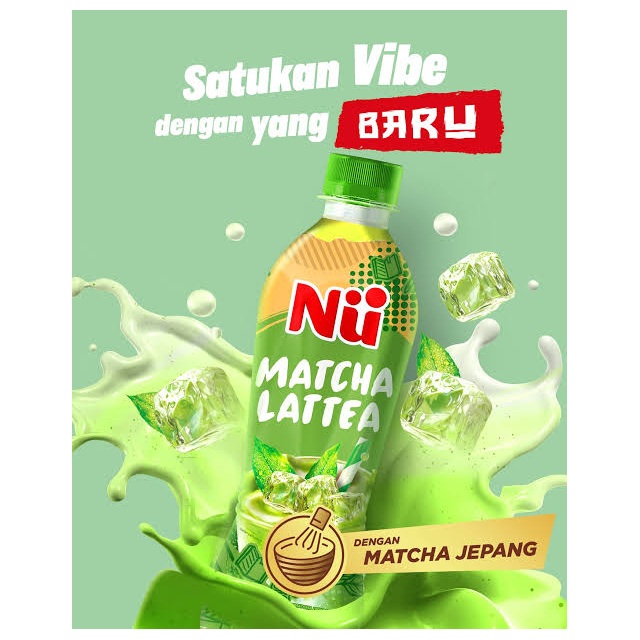 Satukan Vibe
dengan yang BARU
Nü
MATCHA
LATTEA
DENGAN
MATCHA JEPANG